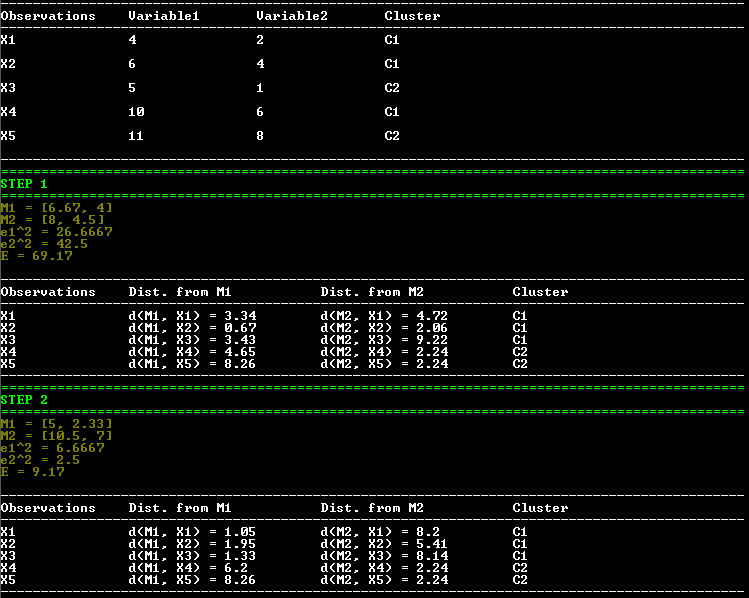 Observations Variable1 Variable2 Cluster
X1 4 2 C1
X2 6 4 C1
X3 5 1 C2
X4 10 6 C1
X5 11 8 C2
STEP 1
M1 = [6.67, 4]
M2 = [8, 4.5]
e1^2 = 26.6667
e2^2 = 42.5
E = 69.17
Observations Dist. from M1 Dist. from M2 Cluster
X1 d(M1, X1) = 3.34 d(M2, X1) = 4.72 C1
X2 d(M1, X2) = 0.67 d(M2, X2) = 2.06 C1
X3 d(M1, X3) = 3.43 d(M2, X3) = 9.22 C1
X4 d(M1, X4) = 4.65 d(M2, X4) = 2.24 C2
X5 d(M1, X5) = 8.26 d(M2, X5) = 2.24 C2
STEP 2
M1 = [5, 2.33]
M2 = [10.5, 7]
e1^2 = 6.6667
e2^2 = 2.5
E = 9.17
Observations Dist. from M1 Dist. from M2 Cluster
X1 d(M1, X1) = 1.05 d(M2, X1) = 8.2 C1
X2 d(M1, X2) = 1.95 d(M2, X2) = 5.41 C1
X3 d(M1, X3) = 1.33 d(M2, X3) = 8.14 C1
X4 d(M1, X4) = 6.2 d(M2, X4) = 2.24 C2
X5 d(M1, X5) = 8.26 d(M2, X5) = 2.24 C2